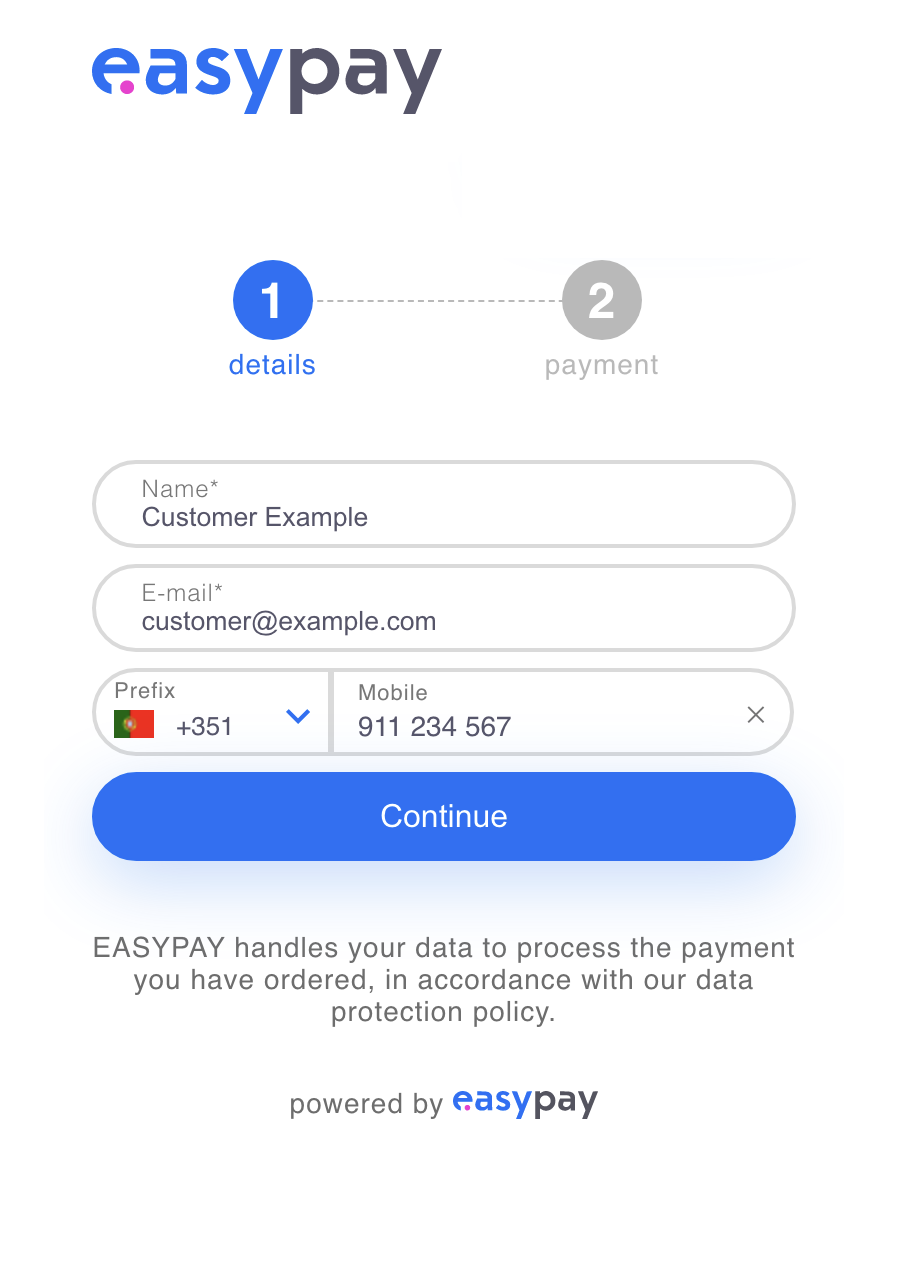 easypay
1
2
details
payment
Name*
Customer Example
E-mail*
customer@example.com
Prefix
Mobile
+351
911 234 567
Continue
EASYPAY handles your data to process the payment
you have ordered, in accordance with our data
protection policy.
powered by easypay